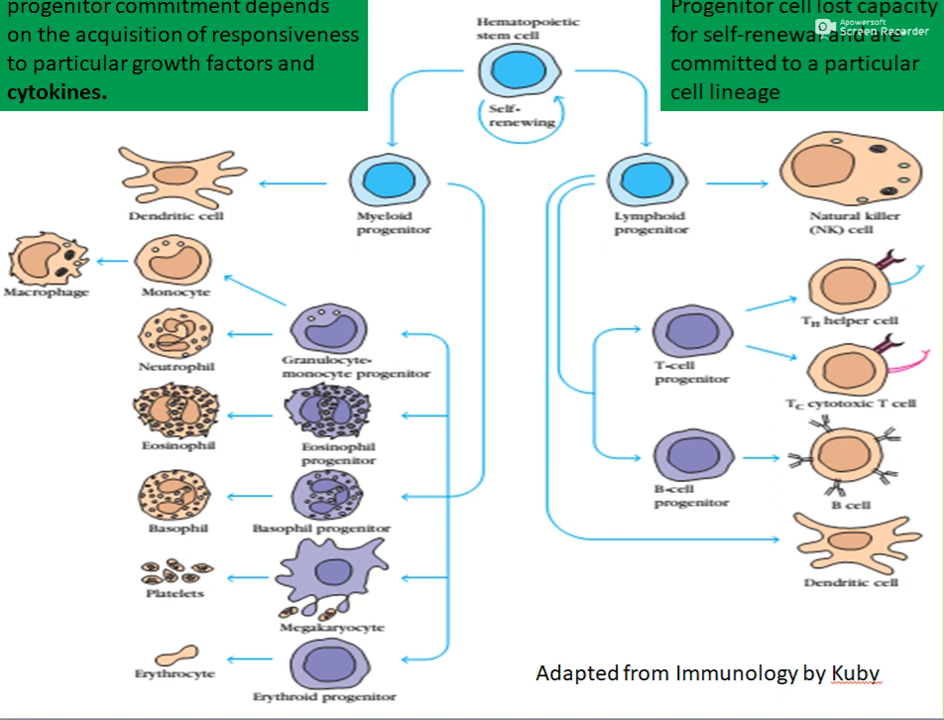 progenitor commitment depends
on the acquisition of responsiveness
to particular growth factors and
cytokines.
Progenitor cell lost capacity
for self-renewal and are
committed to a particular
cell lineage
Apowersoft
Screen Recorder
Hematopoietic
stem cell
Self-
renewing
Dendritic cell
Myeloid
progenitor
Lymphoid
progenitor
Natural killer
(NK) cell
Macrophage
Monocyte
TH helper cell
Neutrophil
Granulocyte-
monocyte progenitor
T-cell
progenitor
TC cytotoxic T cell
Eosinophil
Eosinophil
progenitor
B-cell
progenitor
B cell
Basophil
Basophil progenitor
Dendritic cell
Platelets
Megakaryocyte
Erythrocyte
Erythroid progenitor
Adapted from Immunology by Kuby